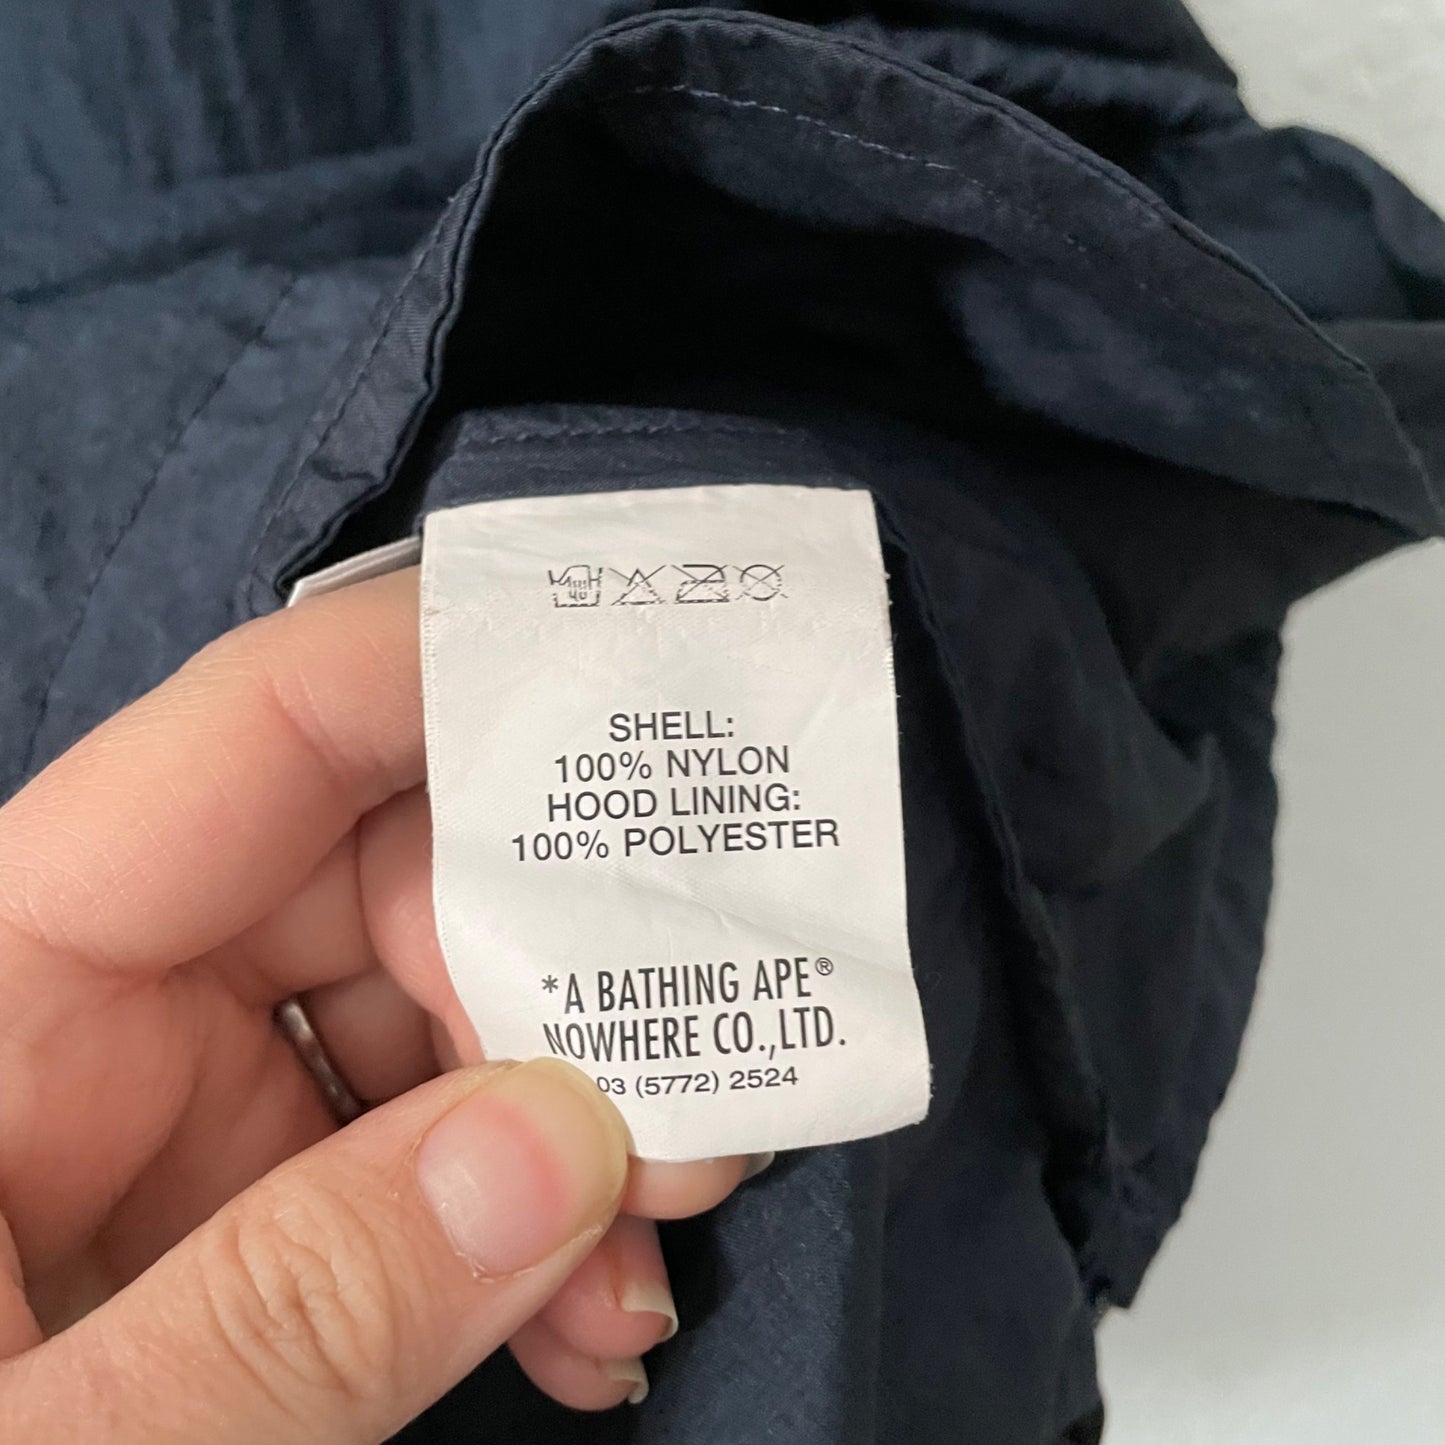 SHELL:
100% NYLON
HOOD LINING:
100% POLYESTER
*A BATHING APE®
NOWHERE CO.,LTD.
03 (5772) 2524